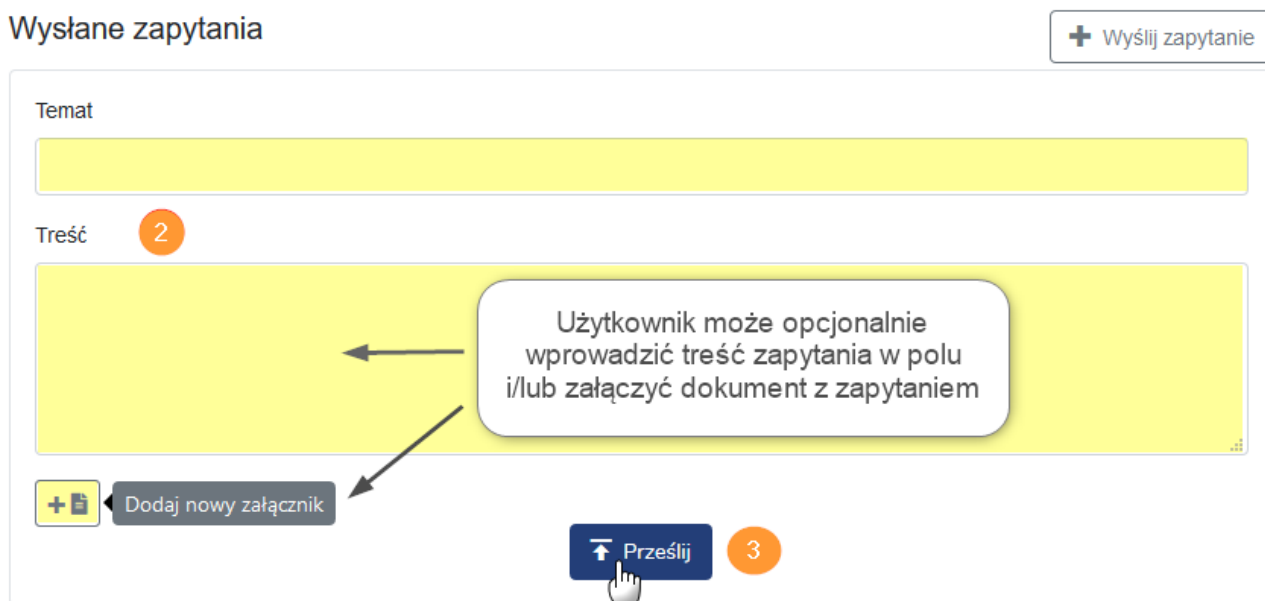 Wysłane zapytania
Wyślij zapytanie
Temat
Treść
2
Użytkownik może opcjonalnie
wprowadzić treść zapytania w polu
i/lub załączyć dokument z zapytaniem
Dodaj nowy załącznik
Prześlij
3